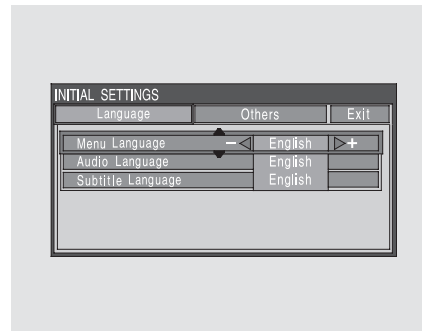 INITIAL SETTINGS
Language Others Exit
Menu Language – English +
Audio Language English
Subtitle Language English